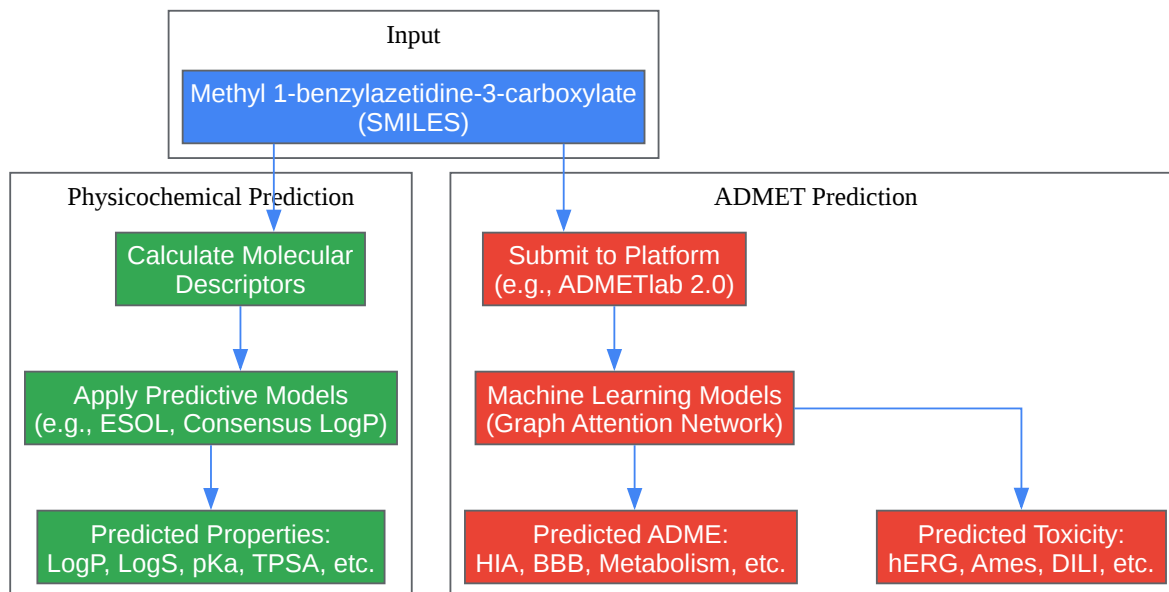 Input
Methyl 1-benzylazetidine-3-carboxylate
(SMILES)
Physicochemical Prediction
Calculate Molecular
Descriptors
Apply Predictive Models
(e.g., ESOL, Consensus LogP)
Predicted Properties:
LogP, LogS, pKa, TPSA, etc.
ADMET Prediction
Submit to Platform
(e.g., ADMETlab 2.0)
Machine Learning Models
(Graph Attention Network)
Predicted ADME:
HIA, BBB, Metabolism, etc.
Predicted Toxicity:
hERG, Ames, DILI, etc.